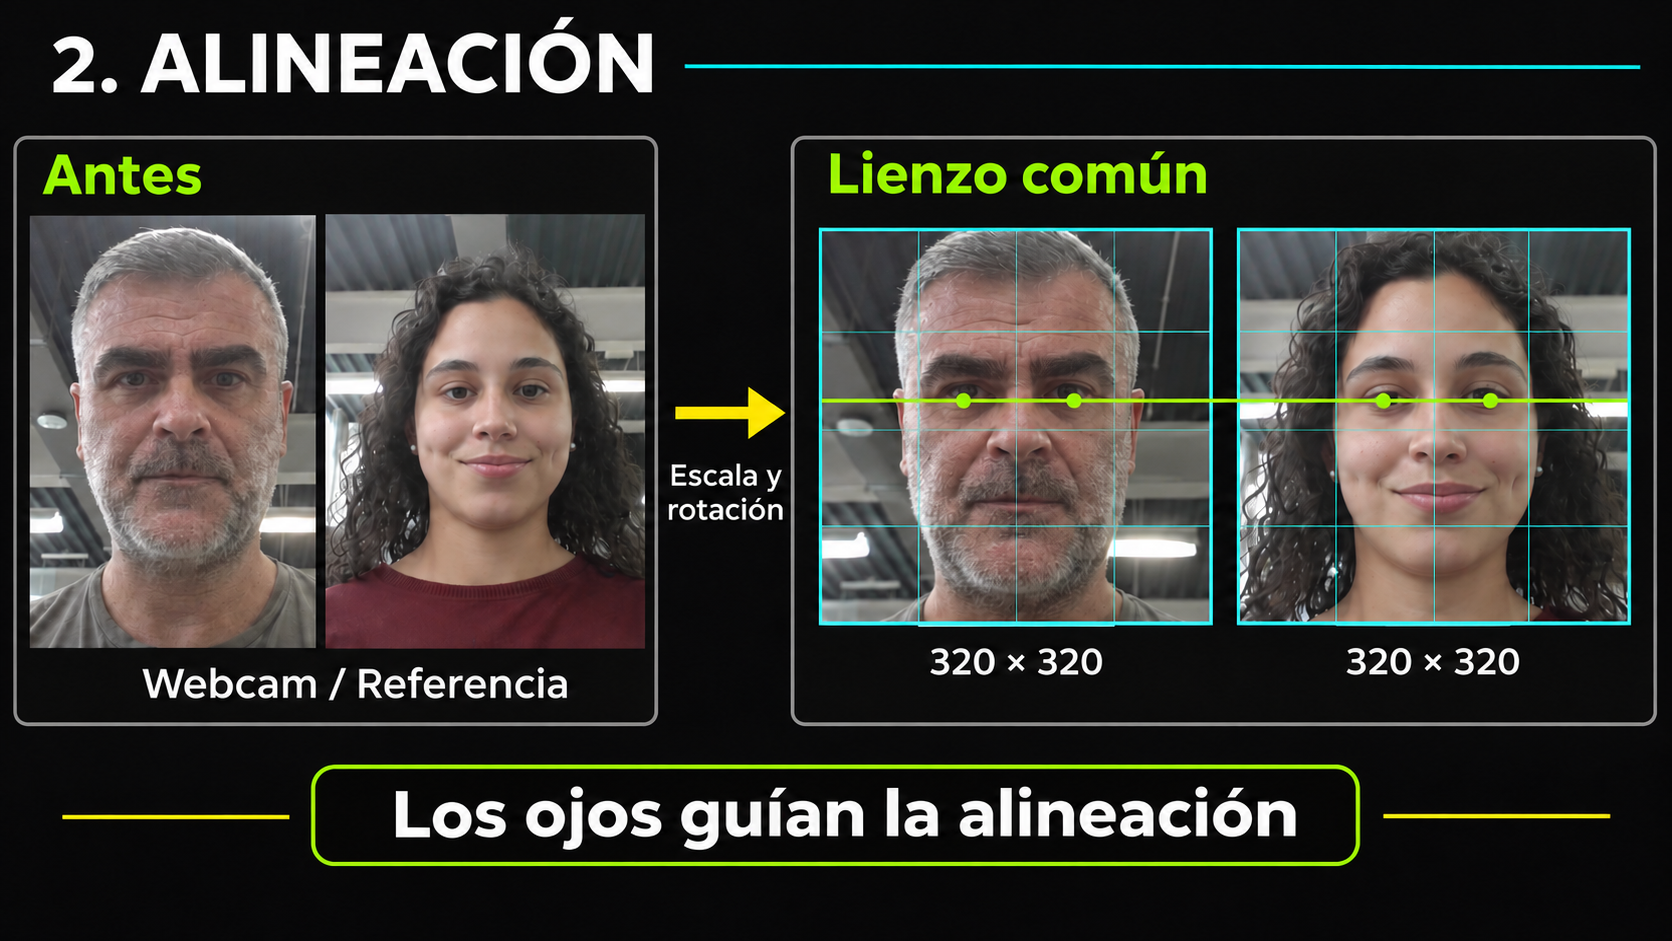 2. ALINEACIÓN
Antes
Webcam / Referencia
Escala y
rotación
Lienzo común
320 × 320
320 × 320
Los ojos guían la alineación